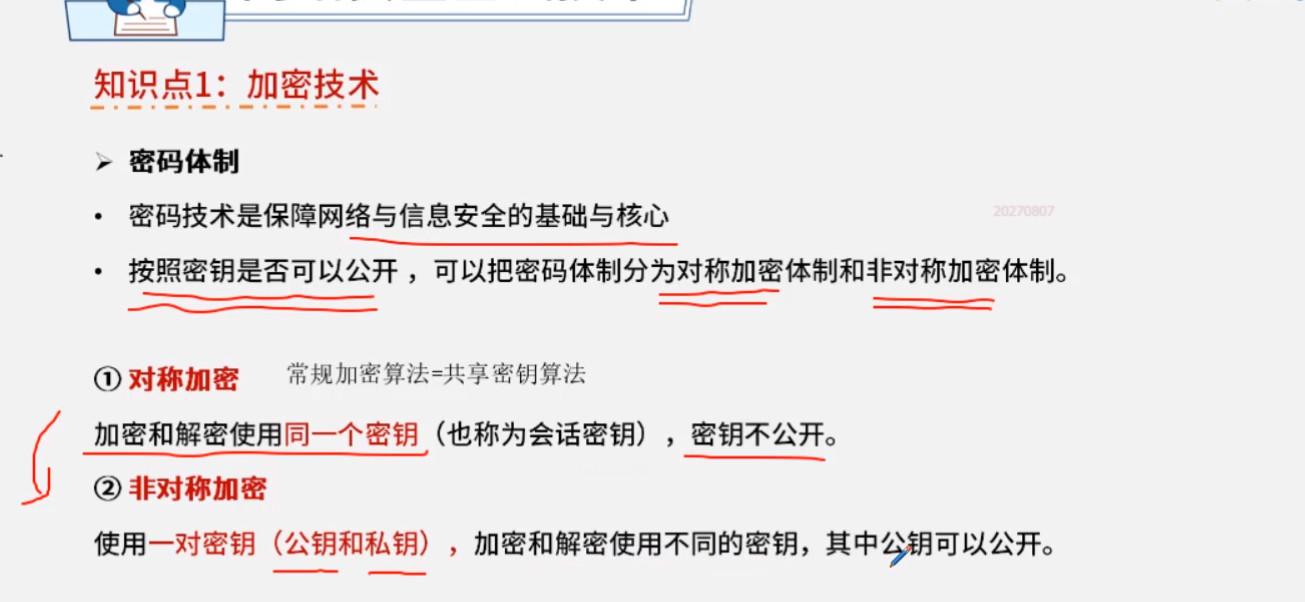 知识点1：加密技术
➢ 密码体制
• 密码技术是保障网络与信息安全的基础与核心
20270807
• 按照密钥是否可以公开，可以把密码体制分为对称加密体制和非对称加密体制。
① 对称加密 常规加密算法=共享密钥算法
加密和解密使用同一个密钥（也称为会话密钥），密钥不公开。
② 非对称加密
使用一对密钥（公钥和私钥），加密和解密使用不同的密钥，其中公钥可以公开。